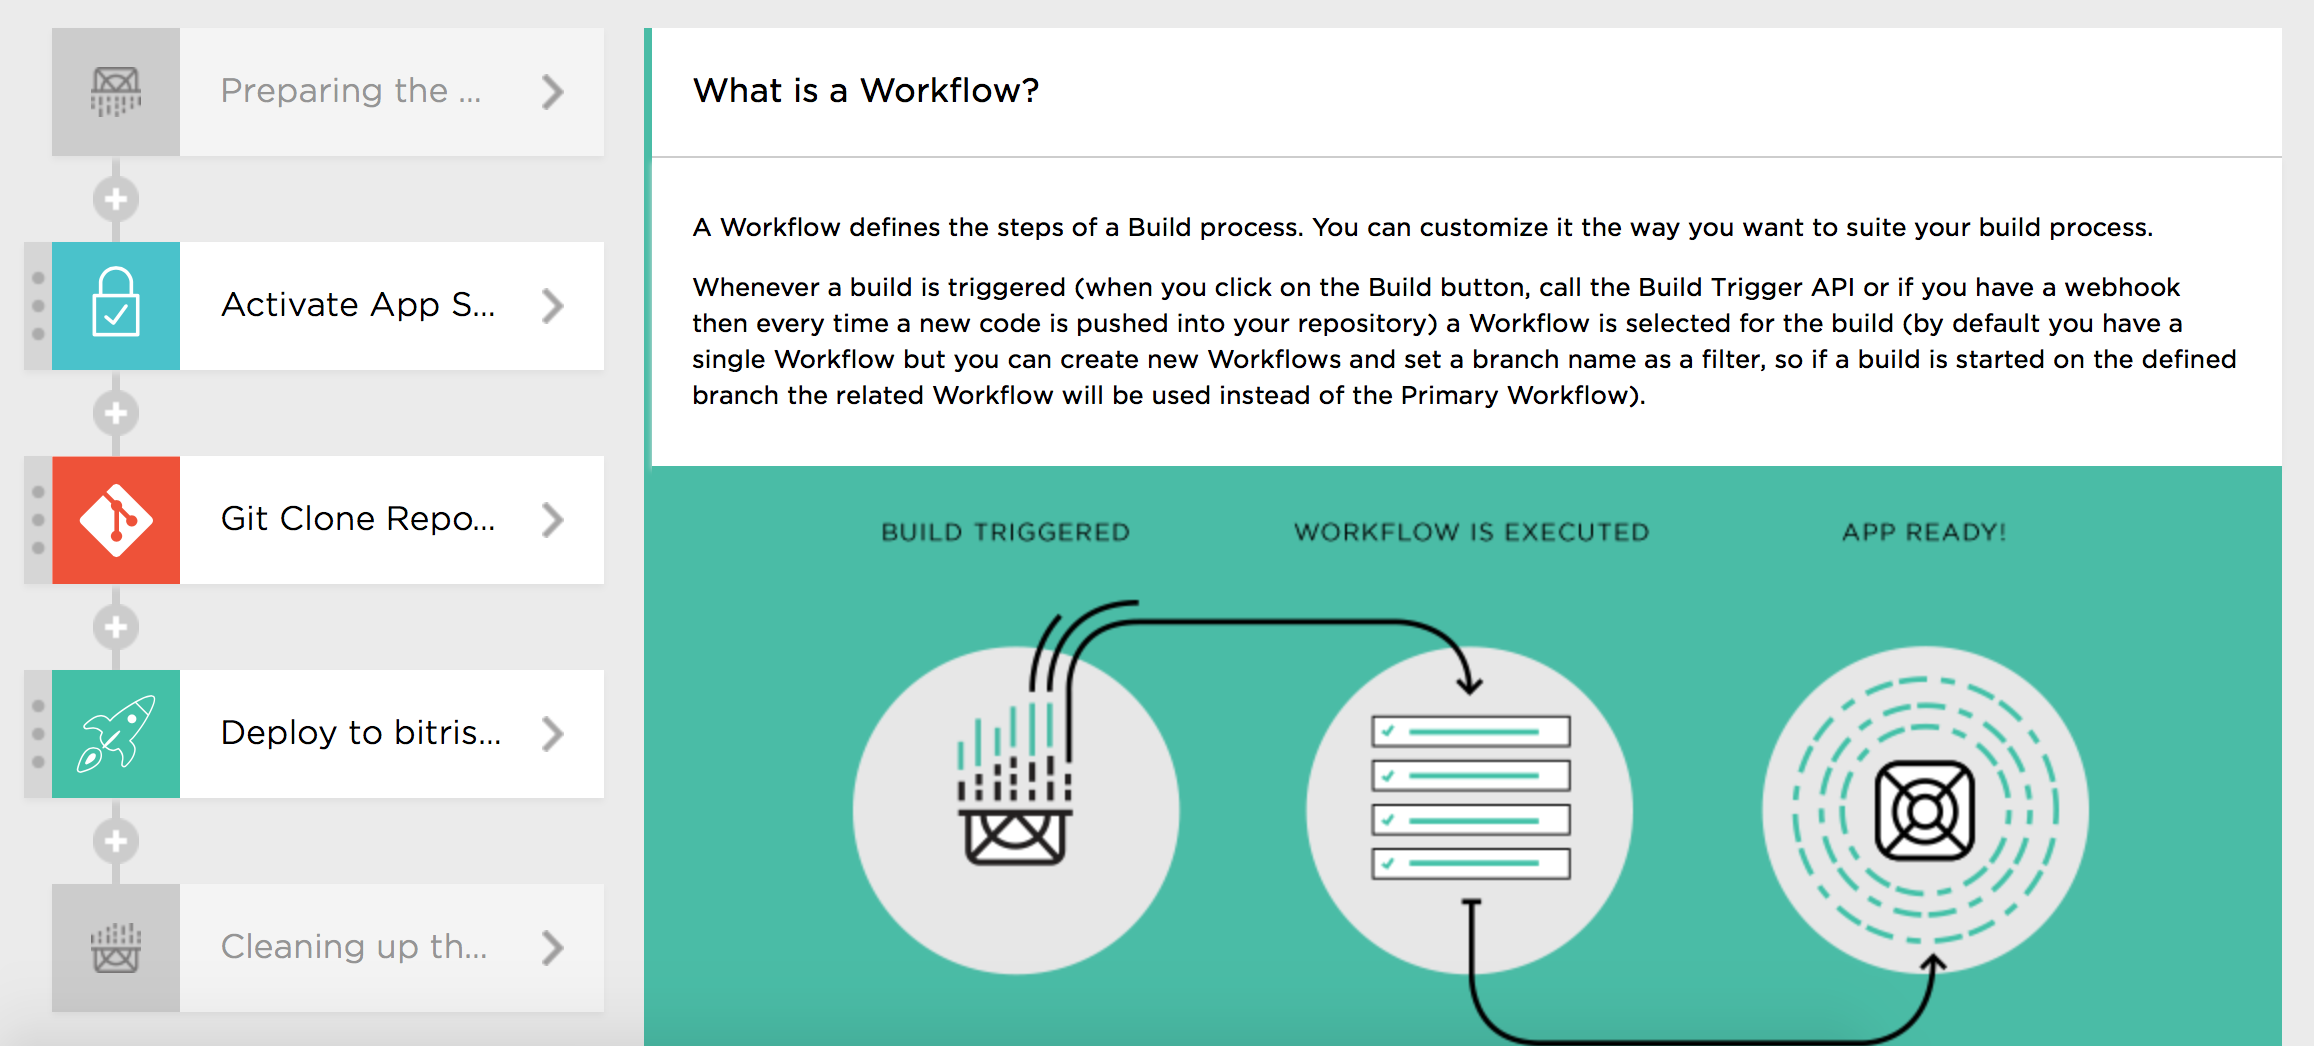 Preparing the ...
Activate App S...
Git Clone Repo...
Deploy to bitris...
Cleaning up th...
What is a Workflow?
A Workflow defines the steps of a Build process. You can customize it the way you want to suite your build process.
Whenever a build is triggered (when you click on the Build button, call the Build Trigger API or if you have a webhook
then every time a new code is pushed into your repository) a Workflow is selected for the build (by default you have a
single Workflow but you can create new Workflows and set a branch name as a filter, so if a build is started on the defined
branch the related Workflow will be used instead of the Primary Workflow).
BUILD TRIGGERED
WORKFLOW IS EXECUTED
APP READY!